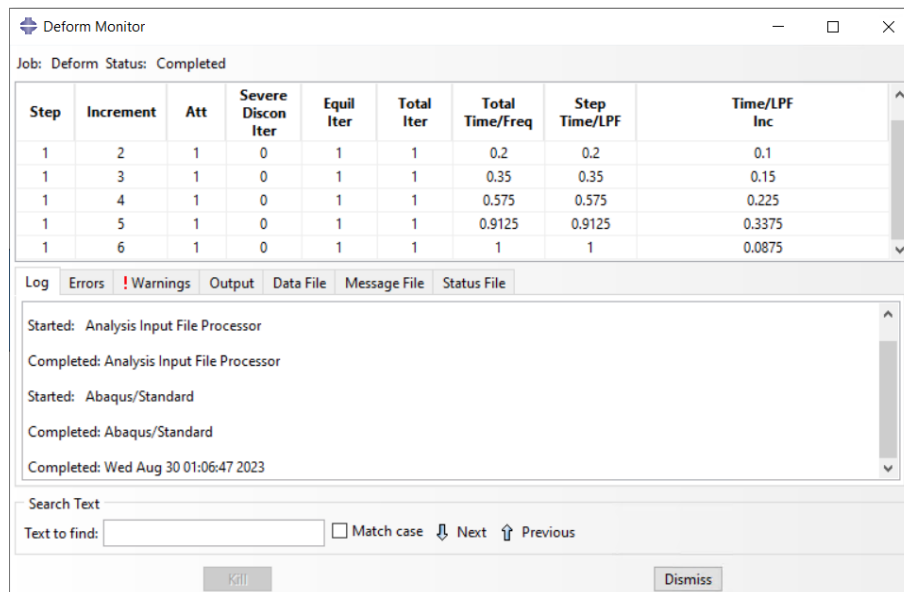 Deform Monitor
Job: Deform Status: Completed
Step Increment Att Severe Discon Iter Equil Iter Total Iter Total Time/Freq Step Time/LPF Time/LPF Inc
1 2 1 0 1 1 0.2 0.2 0.1
1 3 1 0 1 1 0.35 0.35 0.15
1 4 1 0 1 1 0.575 0.575 0.225
1 5 1 0 1 1 0.9125 0.9125 0.3375
1 6 1 0 1 1 1 1 0.0875
Log Errors ! Warnings Output Data File Message File Status File
Started: Analysis Input File Processor
Completed: Analysis Input File Processor
Started: Abaqus/Standard
Completed: Abaqus/Standard
Completed: Wed Aug 30 01:06:47 2023
Search Text
Text to find: Match case Next Previous
Kill Dismiss